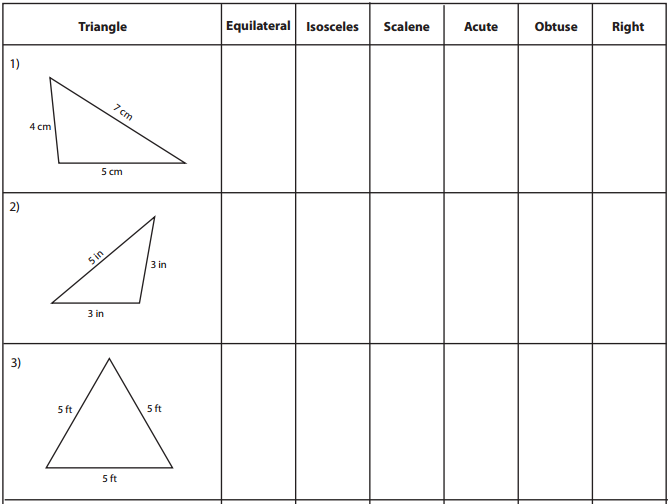 Triangle Equilateral Isosceles Scalene Acute Obtuse Right
1)
7 cm
4 cm
5 cm
2)
5 in
3 in
3 in
3)
5 ft 5 ft
5 ft